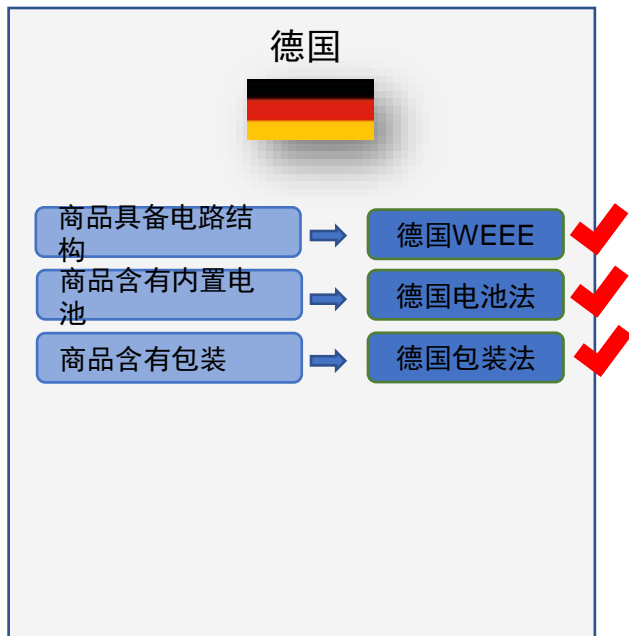 德国
商品具备电路结
构
德国WEEE
商品含有内置电
池
德国电池法
商品含有包装
德国包装法